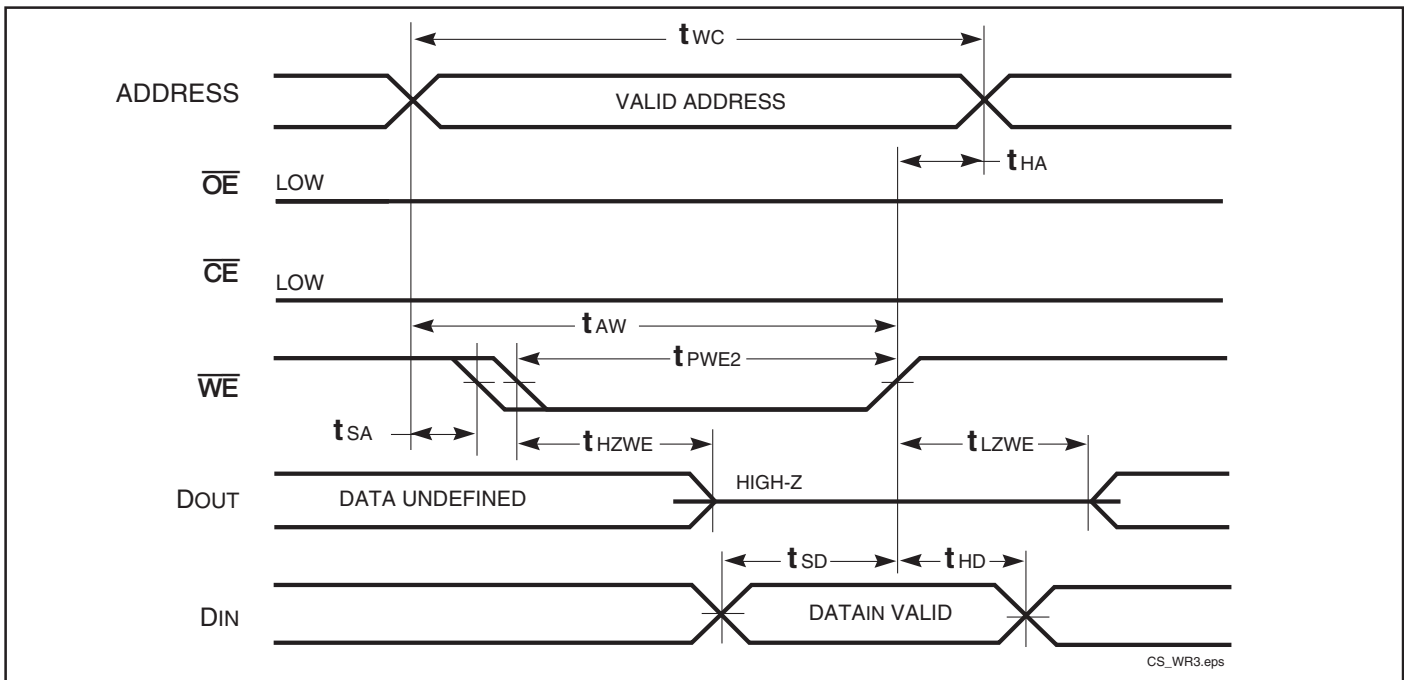 tWC
ADDRESS
VALID ADDRESS
tHA
OE
LOW
CE
LOW
tAW
WE
tPWE2
tSA
tHZWE
tLZWE
DOUT
DATA UNDEFINED
HIGH-Z
tSD
tHD
DIN
DATAIN VALID
CS_WR3.eps